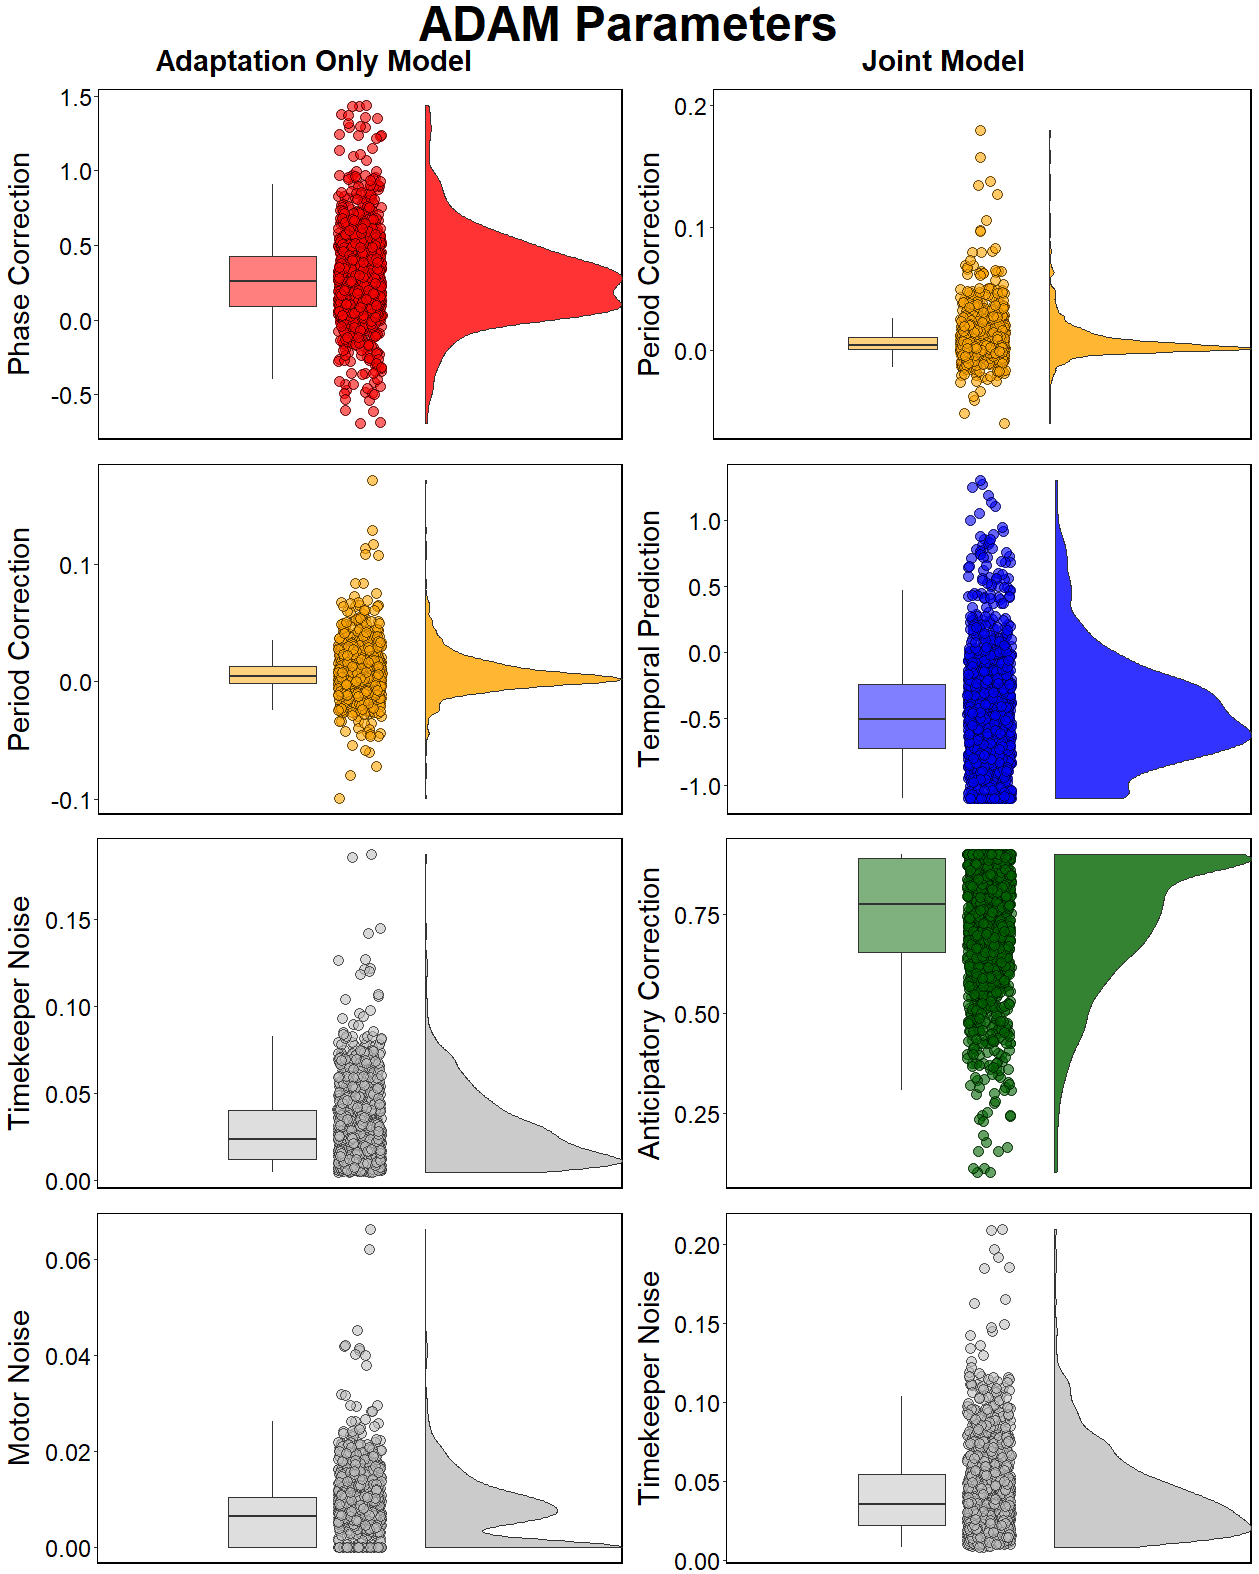 ADAM Parameters
Adaptation Only Model
Joint Model
Phase Correction
1.5
1.0
0.5
0.0
-0.5
Period Correction
0.2
0.1
0.0
Period Correction
0.1
0.0
-0.1
Temporal Prediction
1.0
0.5
0.0
-0.5
-1.0
Timekeeper Noise
0.15
0.10
0.05
0.00
Anticipatory Correction
0.75
0.50
0.25
Motor Noise
0.06
0.04
0.02
0.00
Timekeeper Noise
0.20
0.15
0.10
0.05
0.00